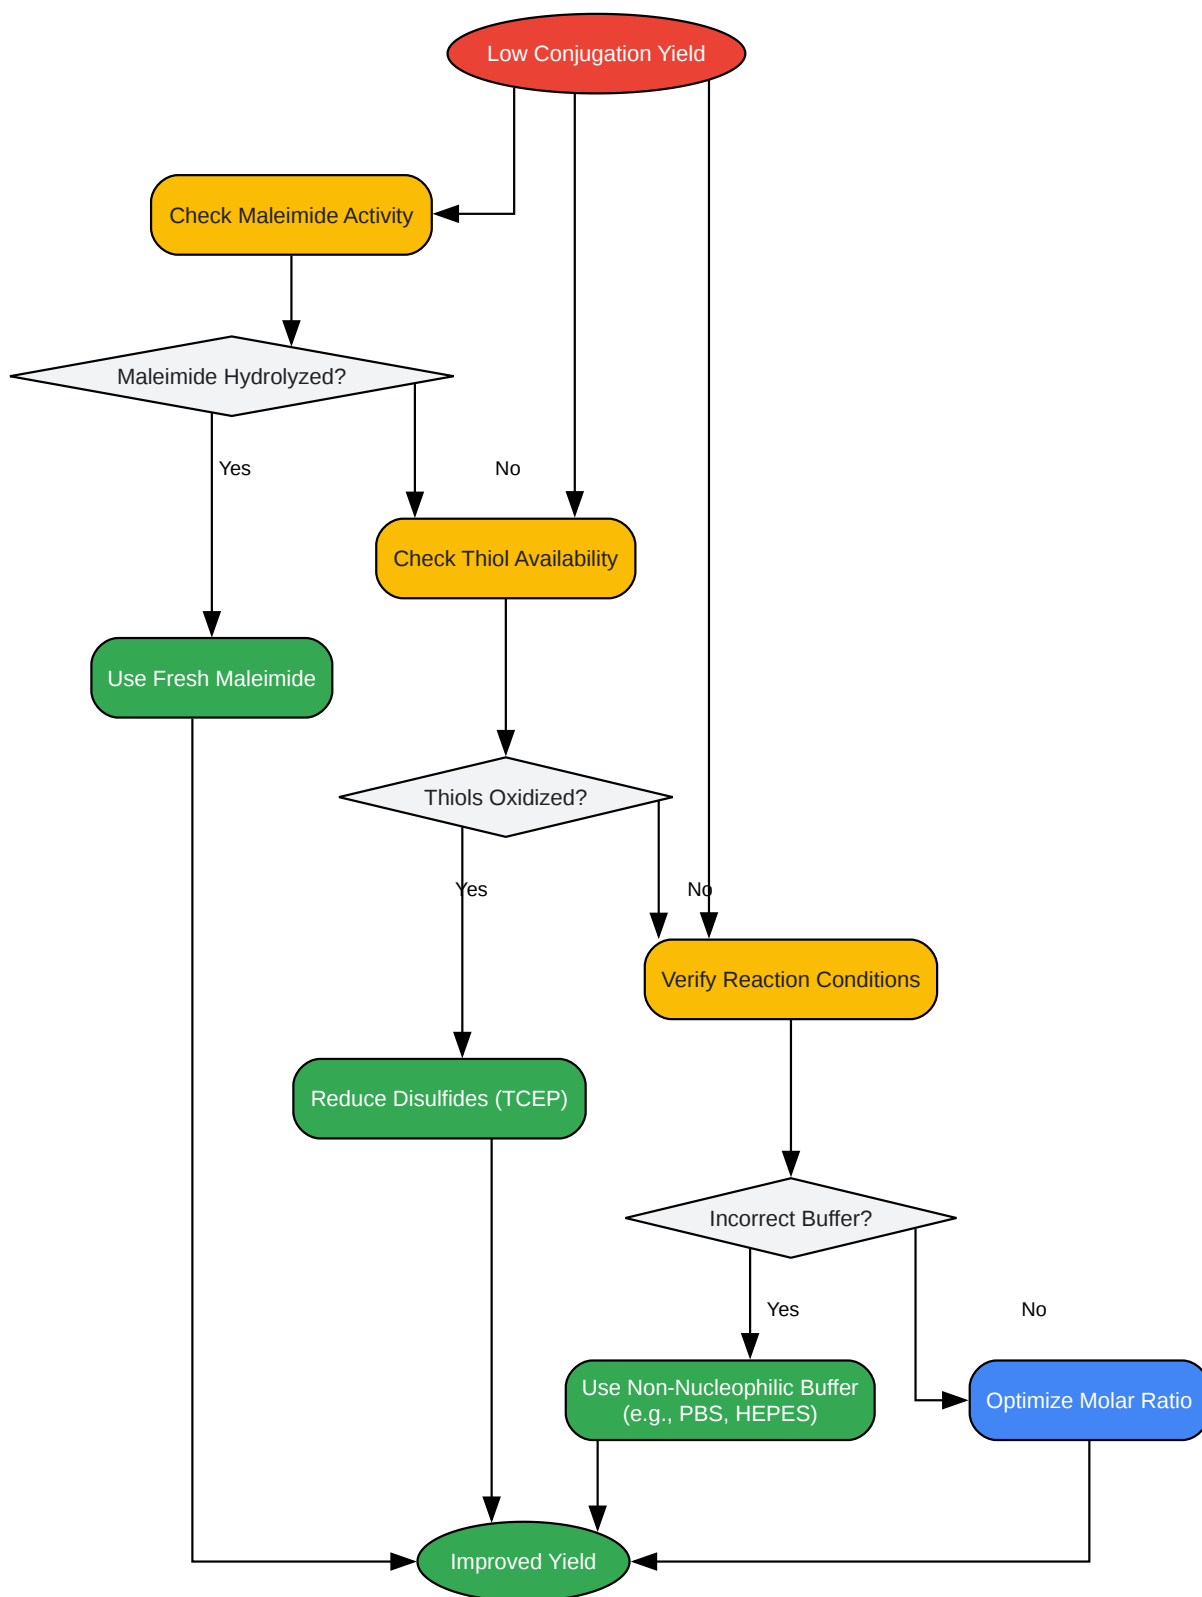 Low Conjugation Yield
Check Maleimide Activity
Maleimide Hydrolyzed?
Yes
No
Check Thiol Availability
Use Fresh Maleimide
Thiols Oxidized?
Yes
No
Verify Reaction Conditions
Reduce Disulfides (TCEP)
Incorrect Buffer?
Yes
No
Use Non-Nucleophilic Buffer
(e.g., PBS, HEPES)
Optimize Molar Ratio
Improved Yield